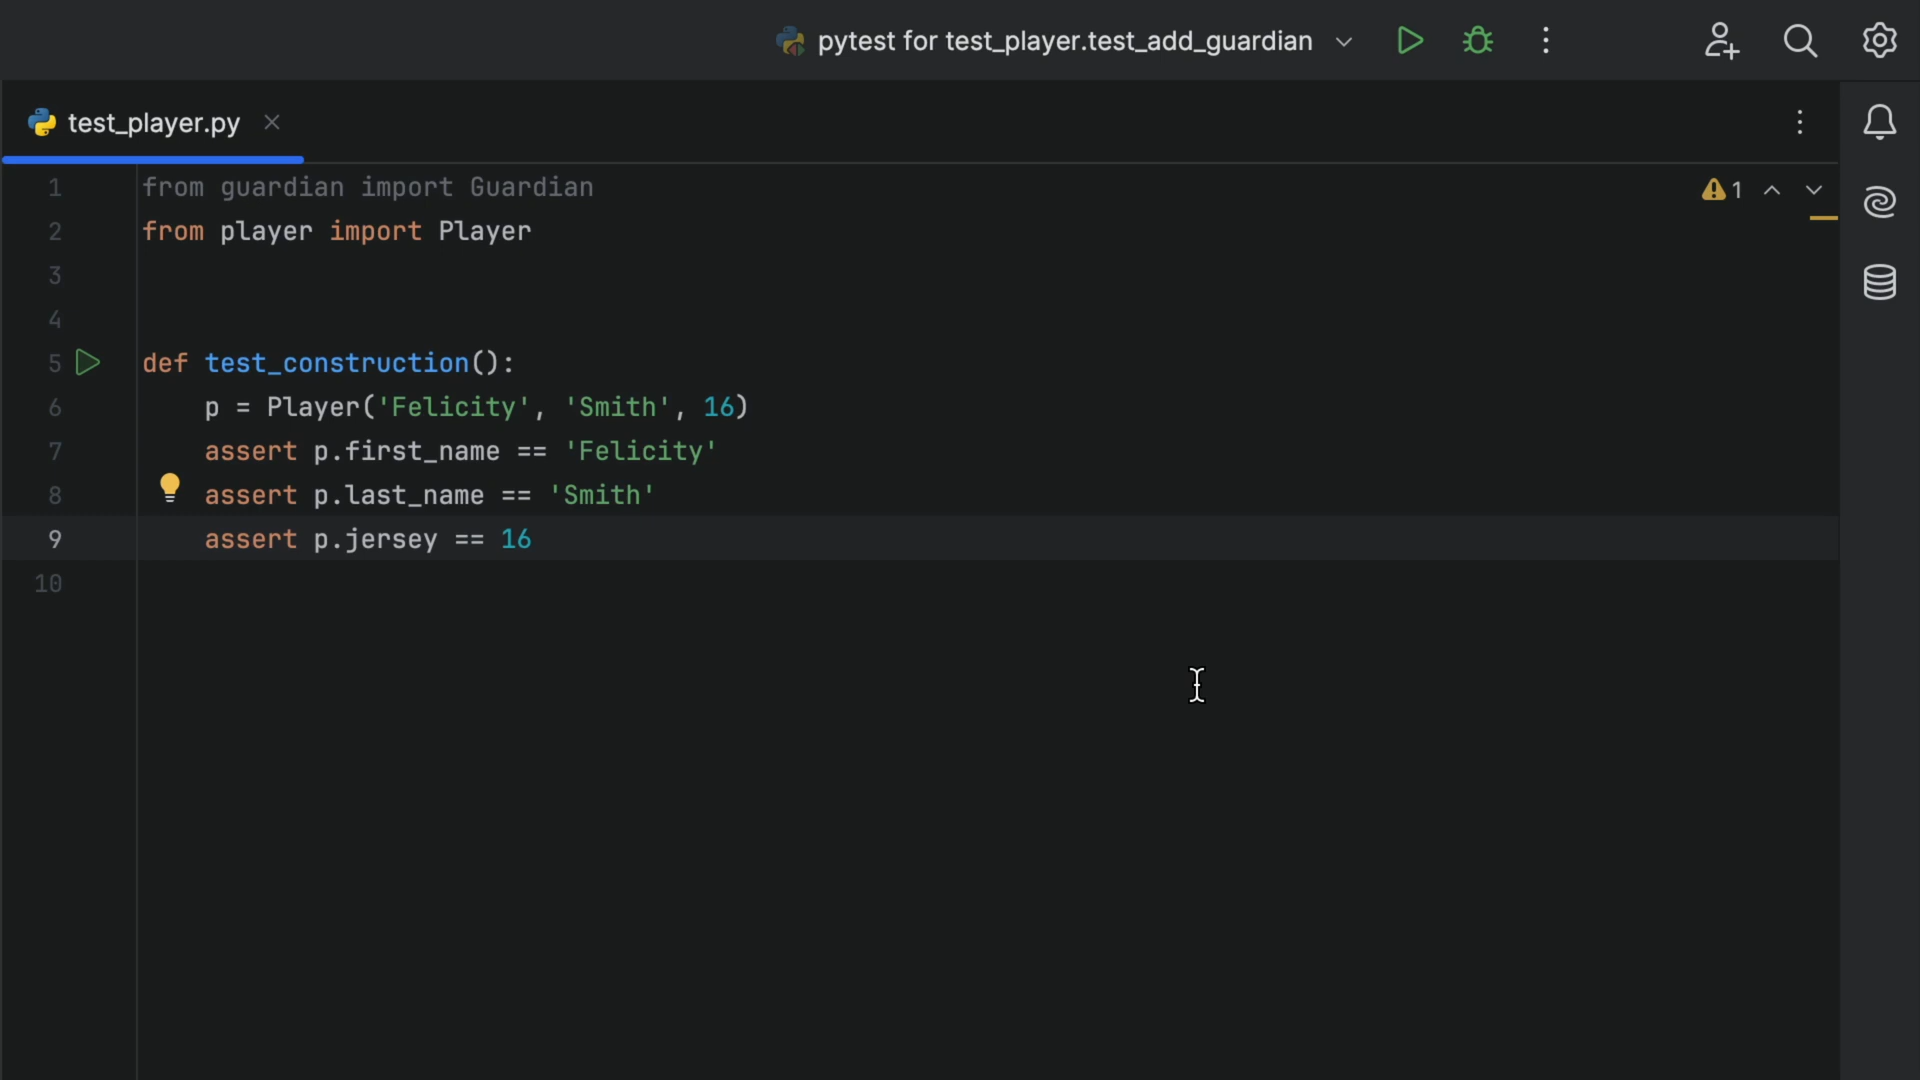 pytest for test_player.test_add_guardian
test_player.py
1 from guardian import Guardian
1
2 from player import Player
3
4
5 def test_construction():
6 p = Player('Felicity', 'Smith', 16)
7 assert p.first_name == 'Felicity'
8 assert p.last_name == 'Smith'
9 assert p.jersey == 16
10